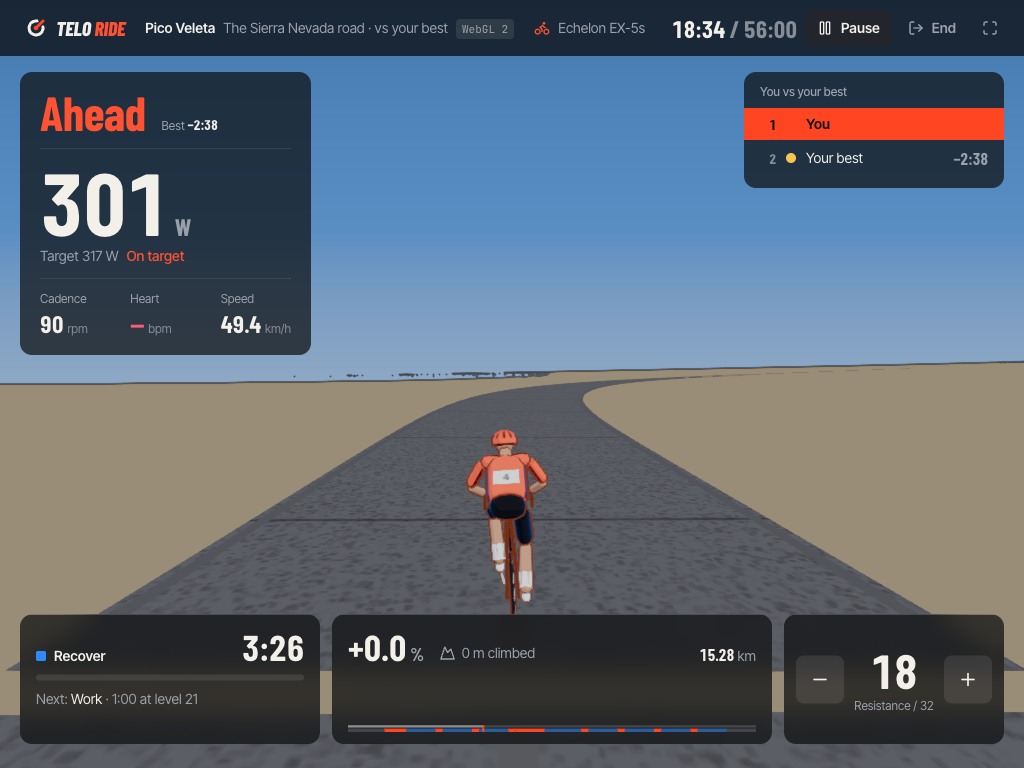 TELO RIDE
Pico Veleta The Sierra Nevada road · vs your best WebGL 2
Echelon EX-5s
18:34 / 56:00
Pause
End
Ahead Best −2:38
301 W
Target 317 W On target
Cadence Heart Speed
90 rpm – bpm 49.4 km/h
You vs your best
1 You
2 Your best −2:38
Recover 3:26
Next: Work · 1:00 at level 21
+0.0 % 0 m climbed 15.28 km
− 18 +
Resistance / 32